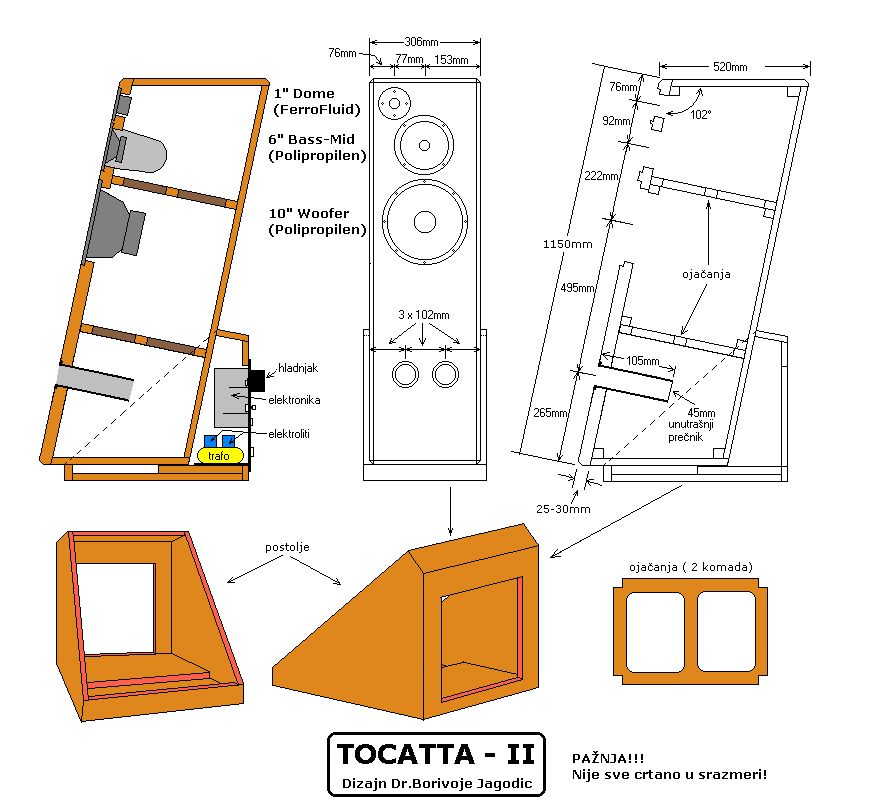 306mm
76mm
77mm
153mm
1" Dome
(FerroFluid)
6" Bass-Mid
(Polipropilen)
10" Woofer
(Polipropilen)
3 x 102mm
hladnjak
elektronika
elektroliti
trafo
520mm
76mm
102°
92mm
222mm
1150mm
ojačanja
495mm
105mm
265mm
45mm
unutrašnji
prečnik
25-30mm
postolje
ojačanja ( 2 komada)
TOCATTA - II
Dizajn Dr.Borivoje Jagodic
PAŽNJA!!!
Nije sve crtano u srazmeri!